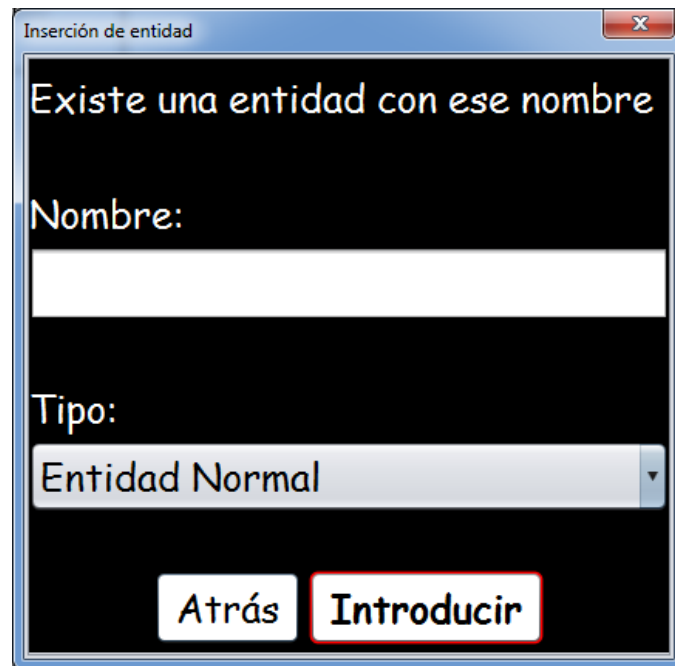 Inserción de entidad
Existe una entidad con ese nombre
Nombre:
Tipo:
Entidad Normal
Atrás Introducir